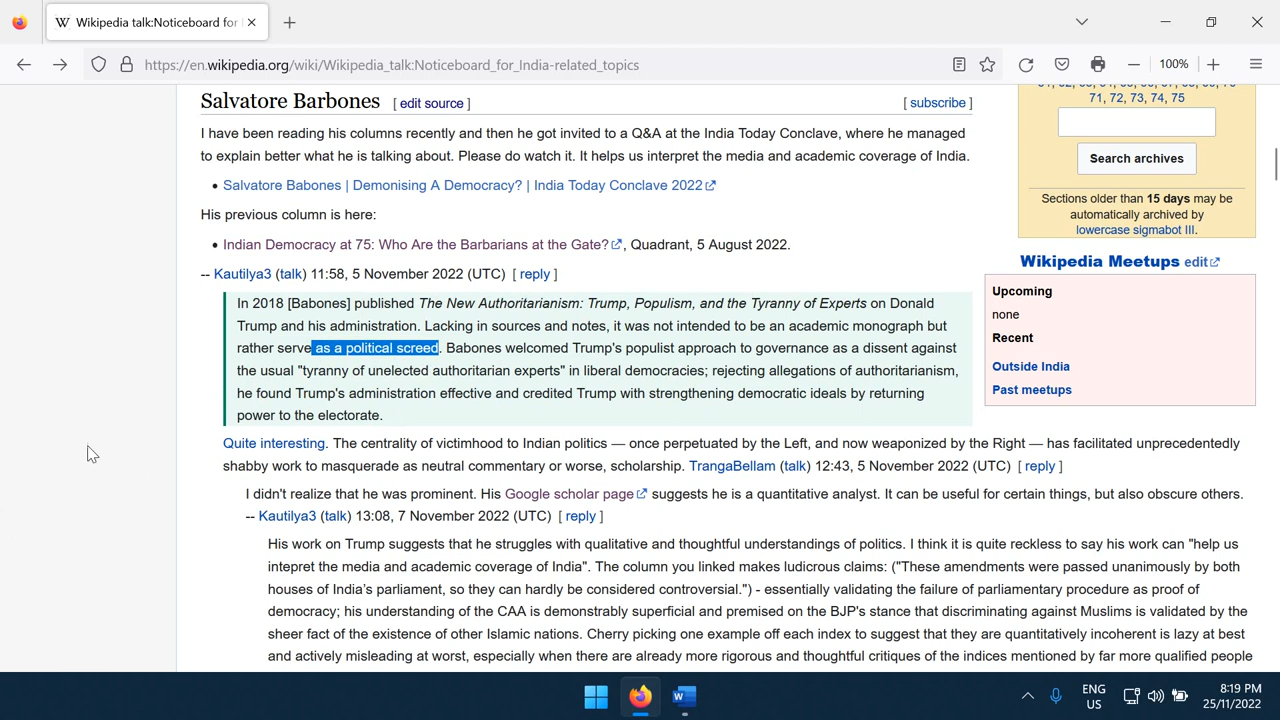 Wikipedia talk:Noticeboard for
https://en.wikipedia.org/wiki/Wikipedia_talk:Noticeboard_for_India-related_topics
100%
Salvatore Barbones [ edit source ]
[ subscribe ]
I have been reading his columns recently and then he got invited to a Q&A at the India Today Conclave, where he managed
to explain better what he is talking about. Please do watch it. It helps us interpret the media and academic coverage of India.
• Salvatore Babones | Demonising A Democracy? | India Today Conclave 2022
His previous column is here:
• Indian Democracy at 75: Who Are the Barbarians at the Gate?, Quadrant, 5 August 2022.
-- Kautilya3 (talk) 11:58, 5 November 2022 (UTC) [ reply ]
In 2018 [Babones] published The New Authoritarianism: Trump, Populism, and the Tyranny of Experts on Donald
Trump and his administration. Lacking in sources and notes, it was not intended to be an academic monograph but
rather serve as a political screed. Babones welcomed Trump's populist approach to governance as a dissent against
the usual "tyranny of unelected authoritarian experts" in liberal democracies; rejecting allegations of authoritarianism,
he found Trump's administration effective and credited Trump with strengthening democratic ideals by returning
power to the electorate.
Quite interesting. The centrality of victimhood to Indian politics — once perpetuated by the Left, and now weaponized by the Right — has facilitated unprecedentedly
shabby work to masquerade as neutral commentary or worse, scholarship. TrangaBellam (talk) 12:43, 5 November 2022 (UTC) [ reply ]
I didn't realize that he was prominent. His Google scholar page suggests he is a quantitative analyst. It can be useful for certain things, but also obscure others.
-- Kautilya3 (talk) 13:08, 7 November 2022 (UTC) [ reply ]
His work on Trump suggests that he struggles with qualitative and thoughtful understandings of politics. I think it is quite reckless to say his work can "help us
intepret the media and academic coverage of India". The column you linked makes ludicrous claims: ("These amendments were passed unanimously by both
houses of India's parliament, so they can hardly be considered controversial.") - essentially validating the failure of parliamentary procedure as proof of
democracy; his understanding of the CAA is demonstrably superficial and premised on the BJP's stance that discriminating against Muslims is validated by the
sheer fact of the existence of other Islamic nations. Cherry picking one example off each index to suggest that they are quantitatively incoherent is lazy at best
and actively misleading at worst, especially when there are already more rigorous and thoughtful critiques of the indices mentioned by far more qualified people
71, 72, 73, 74, 75
Search archives
Sections older than 15 days may be
automatically archived by
lowercase sigmabot III.
Wikipedia Meetups edit
Upcoming
none
Recent
Outside India
Past meetups
ENG
US
8:19 PM
25/11/2022